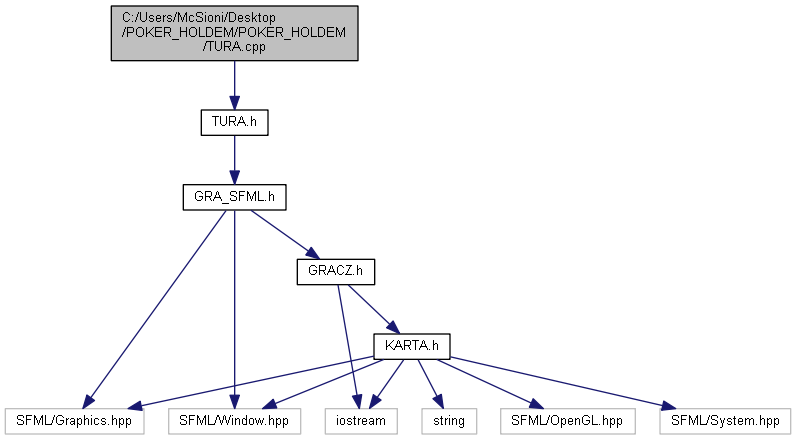 C:/Users/McSioni/Desktop
/POKER_HOLDEM/POKER_HOLDEM
/TURA.cpp
TURA.h
GRA_SFML.h
GRACZ.h
KARTA.h
SFML/Graphics.hpp
SFML/Window.hpp
iostream
string
SFML/OpenGL.hpp
SFML/System.hpp